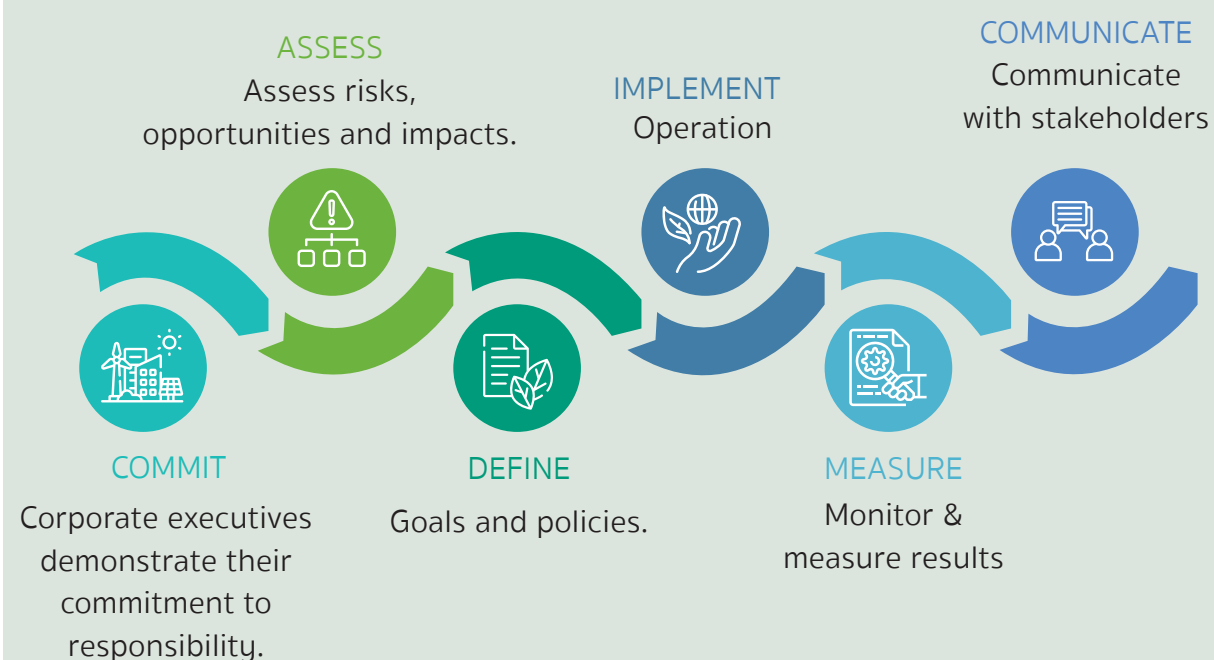 COMMIT
Corporate executives
demonstrate their
commitment to
responsibility.
ASSESS
Assess risks,
opportunities and impacts.
DEFINE
Goals and policies.
IMPLEMENT
Operation
MEASURE
Monitor &
measure results
COMMUNICATE
Communicate
with stakeholders